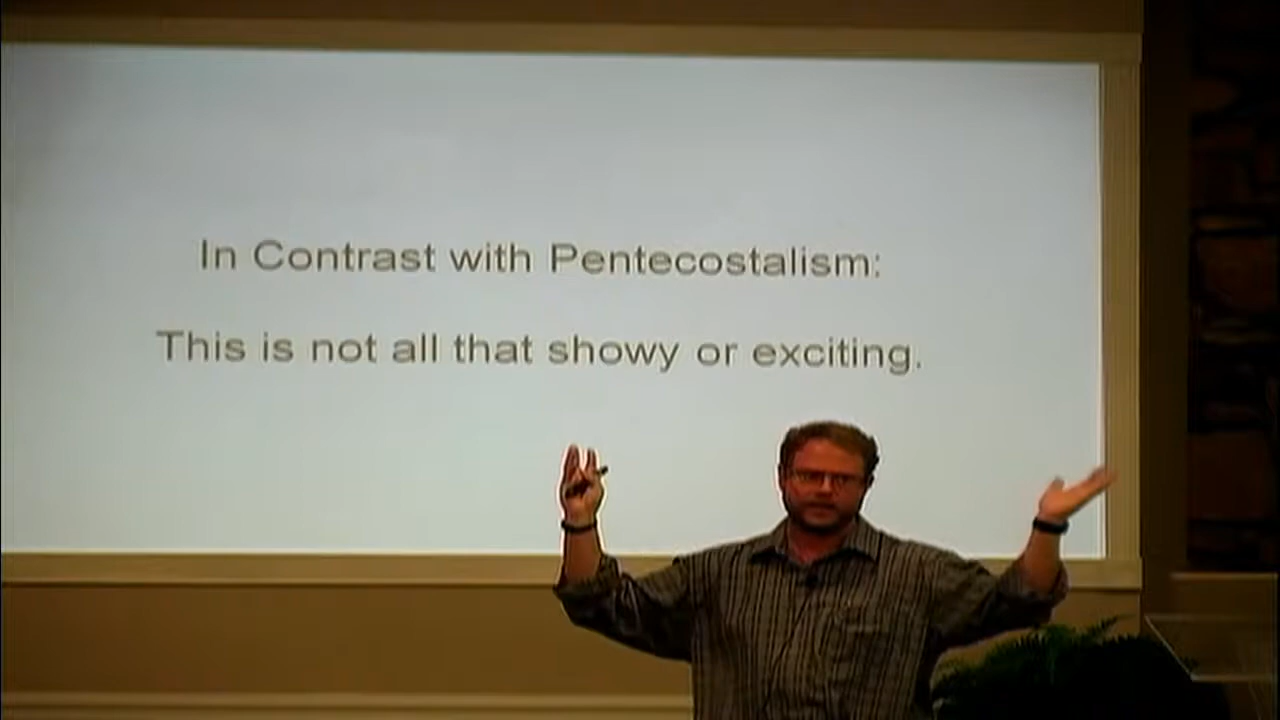 In Contrast with Pentecostalism:
This is not all that showy or exciting.